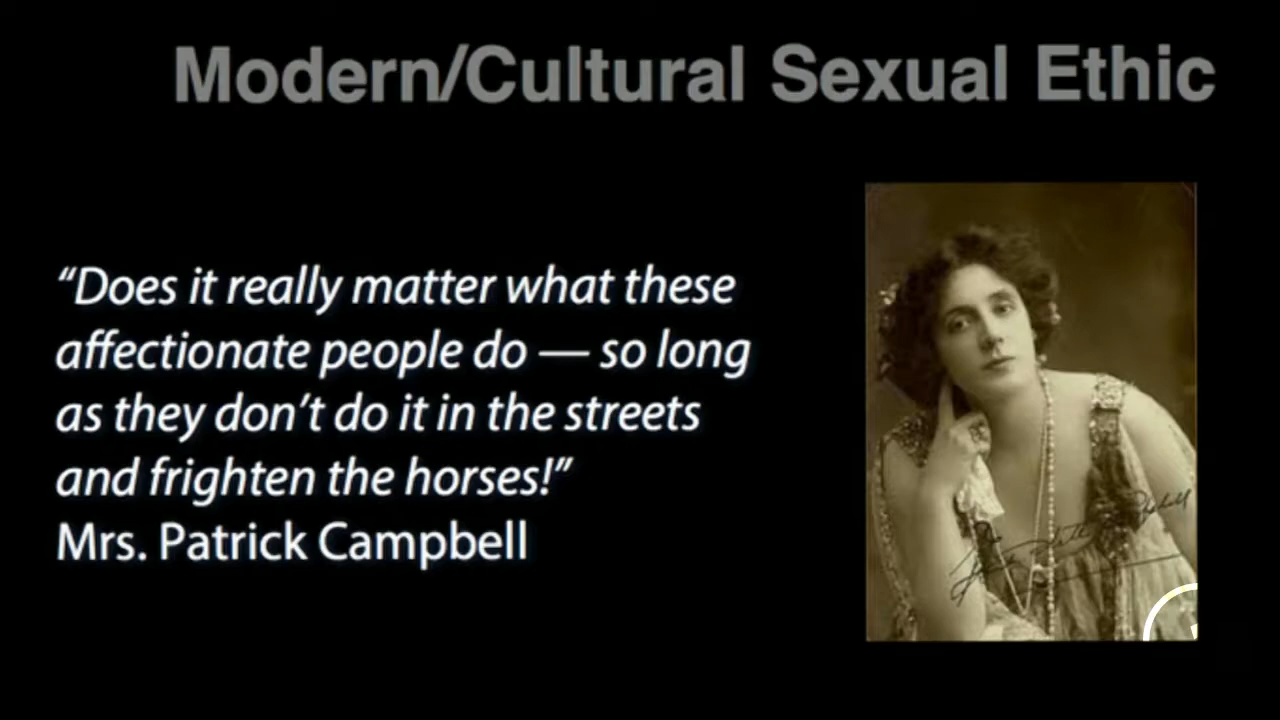 Modern/Cultural Sexual Ethic
“Does it really matter what these
affectionate people do — so long
as they don’t do it in the streets
and frighten the horses!”
Mrs. Patrick Campbell